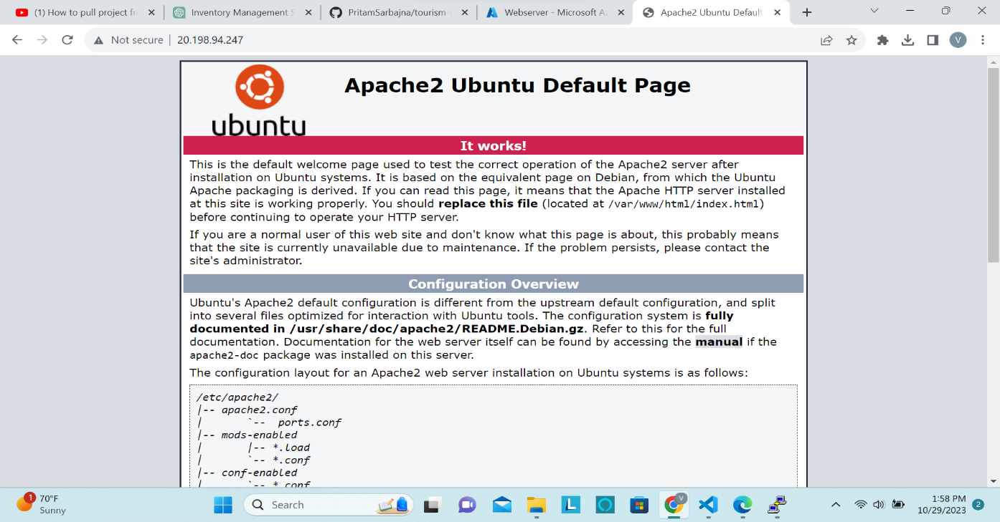 (1) How to pull project fr
Inventory Management S
PritamSarbajna/tourism-
Webserver - Microsoft A
Apache2 Ubuntu Default
Not secure
20.198.94.247
V
ubuntu
Apache2 Ubuntu Default Page
It works!
This is the default welcome page used to test the correct operation of the Apache2 server after
installation on Ubuntu systems. It is based on the equivalent page on Debian, from which the Ubuntu
Apache packaging is derived. If you can read this page, it means that the Apache HTTP server installed
at this site is working properly. You should replace this file (located at /var/www/html/index.html)
before continuing to operate your HTTP server.
If you are a normal user of this web site and don't know what this page is about, this probably means
that the site is currently unavailable due to maintenance. If the problem persists, please contact the
site's administrator.
Configuration Overview
Ubuntu's Apache2 default configuration is different from the upstream default configuration, and split
into several files optimized for interaction with Ubuntu tools. The configuration system is fully
documented in /usr/share/doc/apache2/README.Debian.gz. Refer to this for the full
documentation. Documentation for the web server itself can be found by accessing the manual if the
apache2-doc package was installed on this server.
The configuration layout for an Apache2 web server installation on Ubuntu systems is as follows:
/etc/apache2/
|-- apache2.conf
|       `--  ports.conf
|-- mods-enabled
|       |-- *.load
|       `-- *.conf
|-- conf-enabled
|       `-- *.conf
1
70°F
Sunny
Search
L
V
1:58 PM
10/29/2023
2